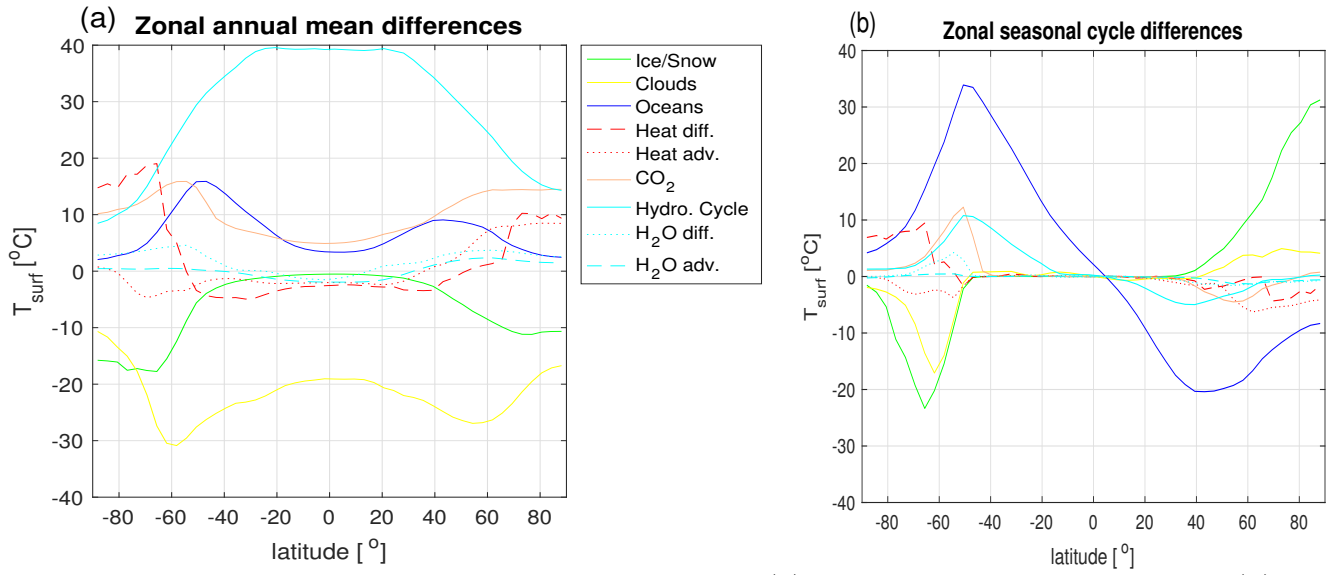 (a)
Zonal annual mean differences
40
30
20
10
0
-10
-20
-30
-40
T_surf [°C]
-80 -60 -40 -20 0 20 40 60 80
latitude [ °]
Ice/Snow
Clouds
Oceans
Heat diff.
Heat adv.
CO₂
Hydro. Cycle
H₂O diff.
H₂O adv.
(b)
Zonal seasonal cycle differences
40
30
20
10
0
-10
-20
-30
-40
T_surf [°C]
-80 -60 -40 -20 0 20 40 60 80
latitude [ °]